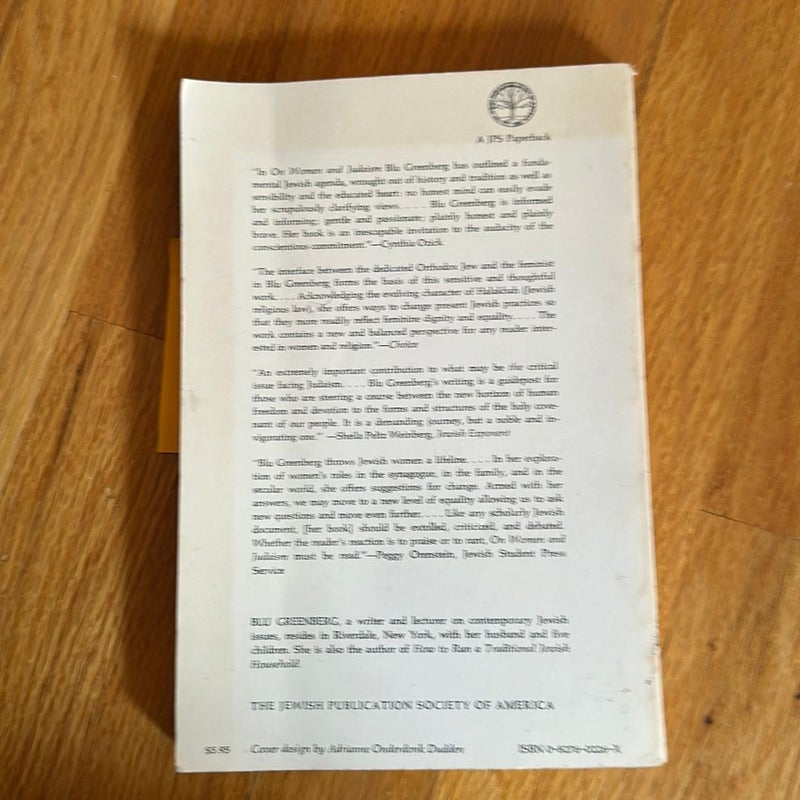 A JPS Paperback
"In On Women and Judaism Blu Greenberg has outlined a funda-
mental Jewish agenda, wrought out of history and tradition as well as
sensibility and the educated heart; no honest mind can easily evade
her scrupulously clarifying views. . . . Blu Greenberg is informed
and informing; gentle and passionate; plainly honest and plainly
brave. Her book is an inescapable invitation to the audacity of the
conscientious commitment."—Cynthia Ozick
"The interface between the dedicated Orthodox Jew and the feminist
in Blu Greenberg forms the basis of this sensitive and thoughtful
work. . . . Acknowledging the evolving character of Halakhah (Jewish
religious law), she offers ways to change present Jewish practices so
that they more readily reflect feminine dignity and equality. . . . The
work contains a new and balanced perspective for any reader inter-
ested in women and religion."—Choice
"An extremely important contribution to what may be the critical
issue facing Judaism. . . . Blu Greenberg's writing is a guidepost for
those who are steering a course between the new horizon of human
freedom and devotion to the forms and structures of the holy cove-
nant of our people. It is a demanding journey, but a noble and in-
vigorating one." —Sheila Peltz Weinberg, Jewish Exponent
"Blu Greenberg throws Jewish women a lifeline. . . . In her explora-
tion of women's roles in the synagogue, in the family, and in the
secular world, she offers suggestions for change. Armed with her
answers, we may move to a new level of equality allowing us to ask
new questions and move even farther. . . . Like any scholarly Jewish
document, [her book] should be extolled, criticized, and debated.
Whether the reader's reaction is to praise or to rant, On Women and
Judaism must be read."—Peggy Orenstein, Jewish Student Press
Service
BLU GREENBERG, a writer and lecturer on contemporary Jewish
issues, resides in Riverdale, New York, with her husband and five
children. She is also the author of How to Run a Traditional Jewish
Household.
THE JEWISH PUBLICATION SOCIETY OF AMERICA
Cover design by Adrianne Onderdonk Dudden
ISBN 0-8276-0226-X